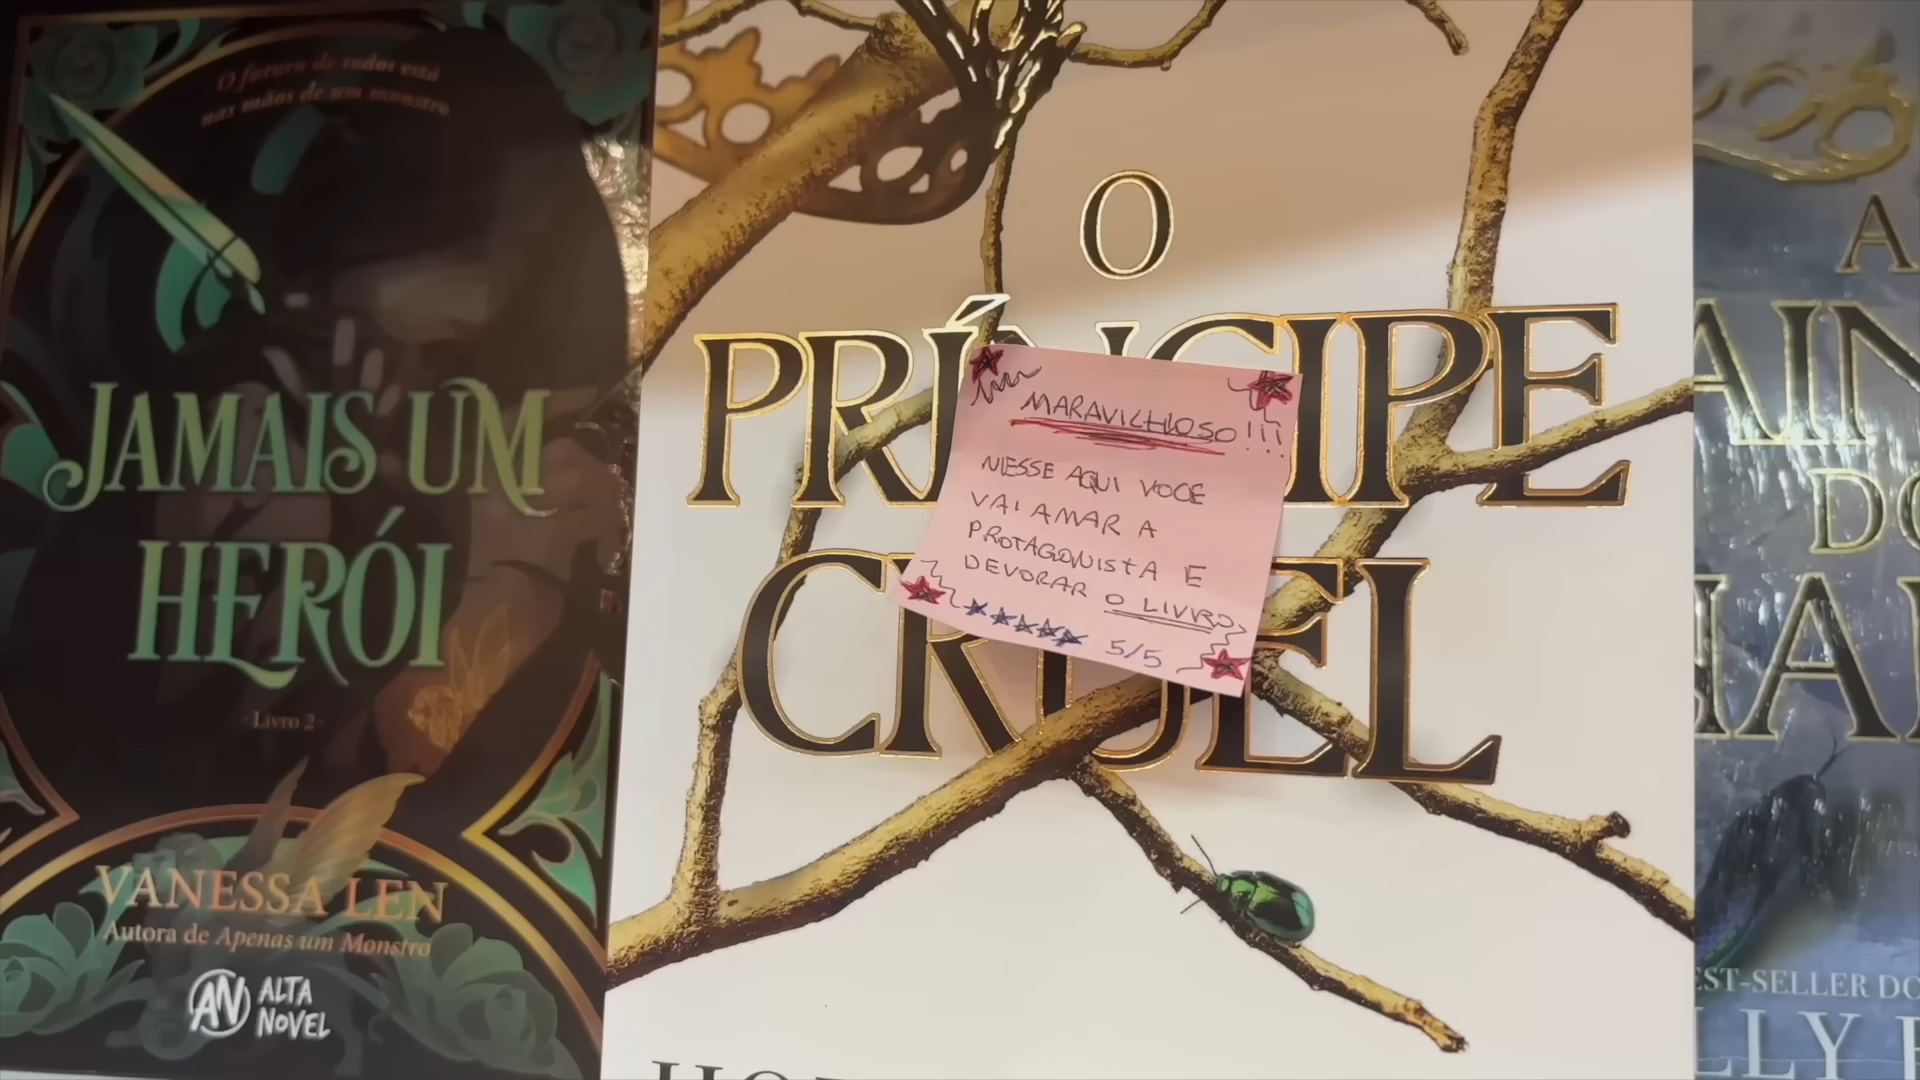 O futuro de todos está
nas mãos de um monstro
JAMAIS UM
HERÓI
· Livro 2 ·
VANESSA LEN
Autora de Apenas um Monstro
AN ALTA
NOVEL
O
PRÍNCIPE
CRUEL
MARAVILHOSO!!!
NESSE AQUI VOCE
VAI AMAR A
PROTAGONISTA E
DEVORAR O LIVRO
5/5
A
DO
EST-SELLER DO
LLY